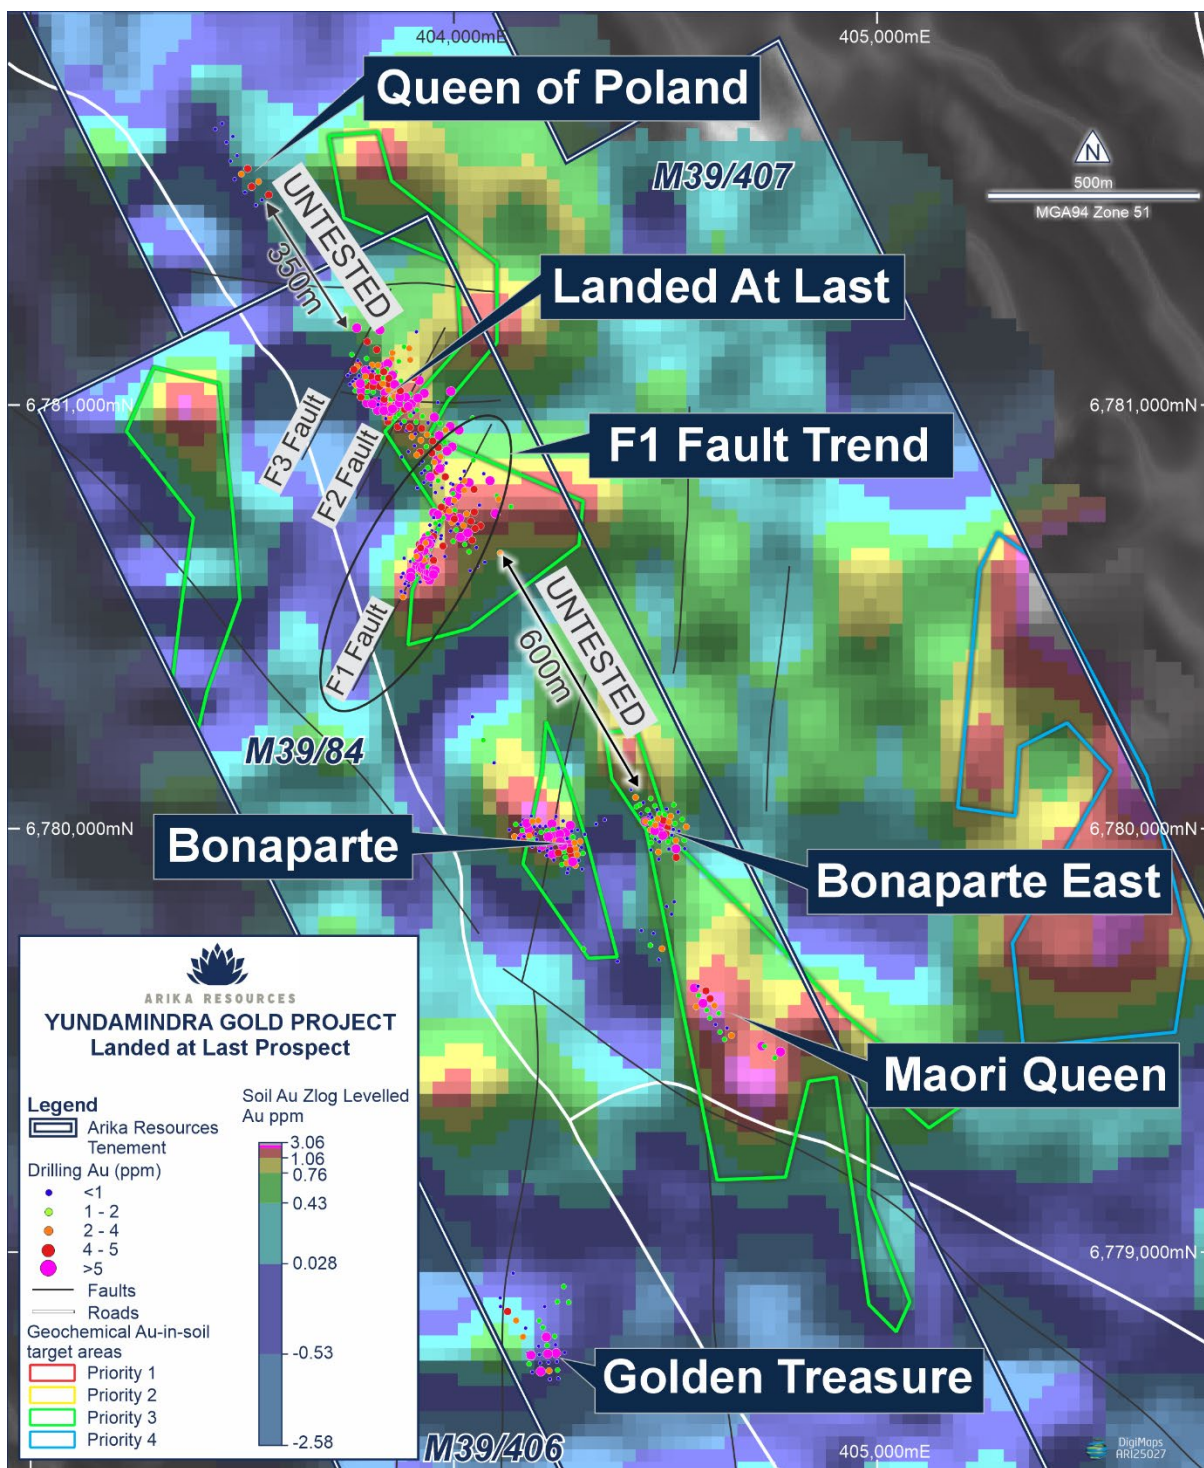 404,000mE
405,000mE
Queen of Poland
M39/407
N
500m
MGA94 Zone 51
UNTESTED
350m
Landed At Last
6,781,000mN
6,781,000mN
F3 Fault
F2 Fault
F1 Fault Trend
F1 Fault
UNTESTED
600m
M39/84
Bonaparte
6,780,000mN
6,780,000mN
Bonaparte East
Maori Queen
ARIKA RESOURCES
YUNDAMINDRA GOLD PROJECT
Landed at Last Prospect
Legend
Arika Resources
Tenement
Drilling Au (ppm)
<1
1 - 2
2 - 4
4 - 5
>5
Faults
Roads
Geochemical Au-in-soil
target areas
Priority 1
Priority 2
Priority 3
Priority 4
Soil Au Zlog Levelled
Au ppm
3.06
1.06
0.76
0.43
0.028
-0.53
-2.58
6,779,000mN
Golden Treasure
M39/406
405,000mE
DigiMaps
ARI25027